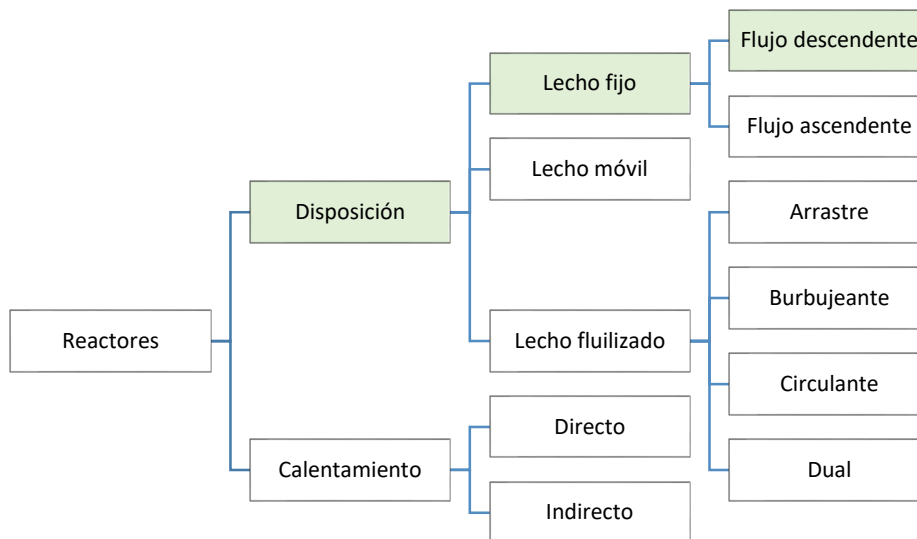 Reactores
Disposición
Lecho fijo
Flujo descendente
Flujo ascendente
Lecho móvil
Lecho fluilizado
Arrastre
Burbujeante
Circulante
Dual
Calentamiento
Directo
Indirecto